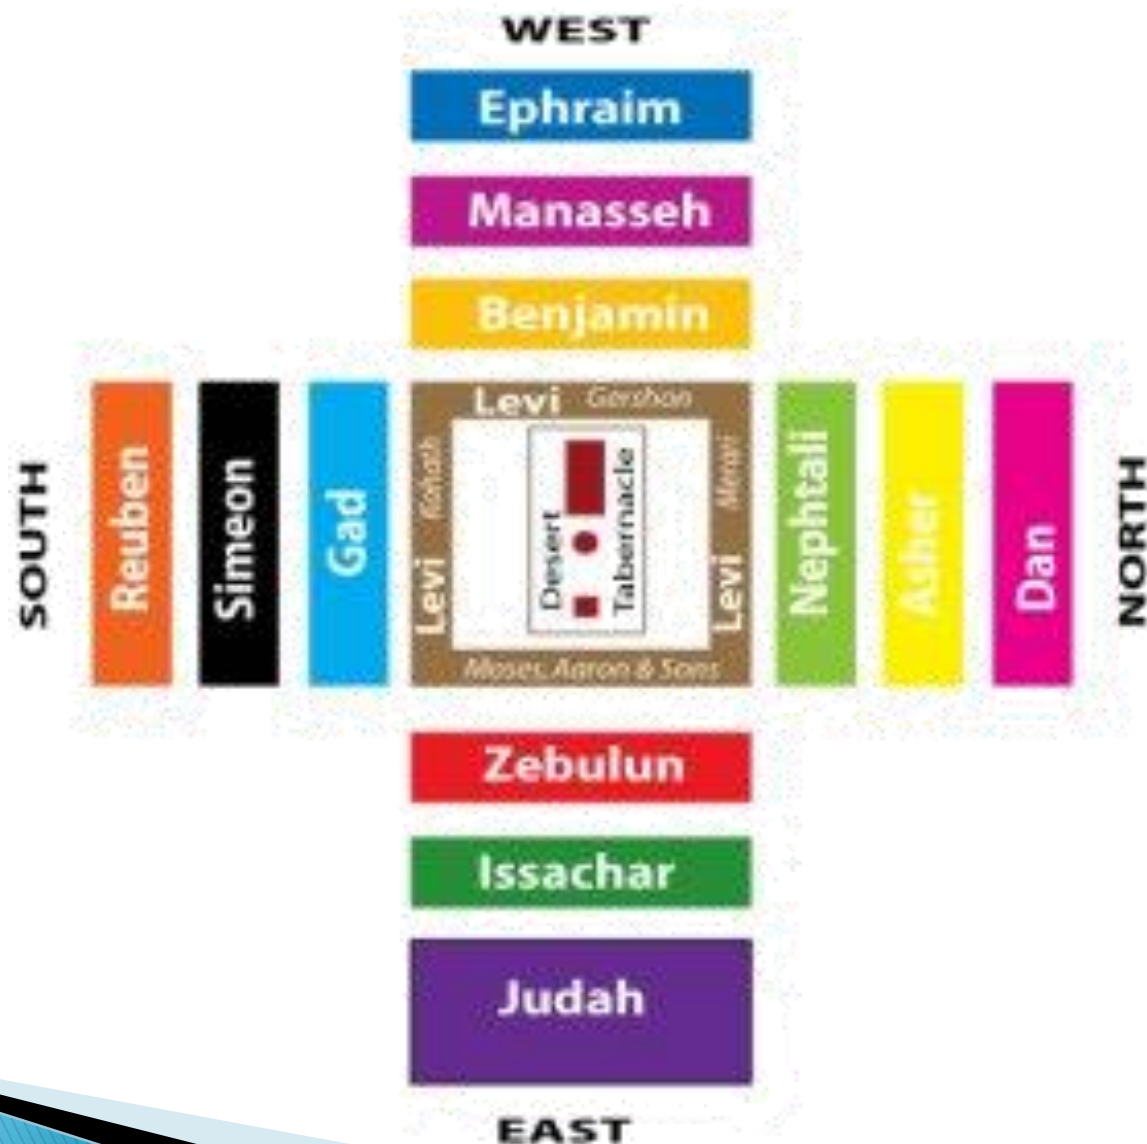 WEST
Ephraim
Manasseh
Benjamin
Levi Gershon
SOUTH
Reuben
Simeon
Gad
Levi Kohath
Desert
Tabernacle
Levi Merari
Nephtali
Asher
Dan
NORTH
Moses, Aaron & Sons
Zebulun
Issachar
Judah
EAST